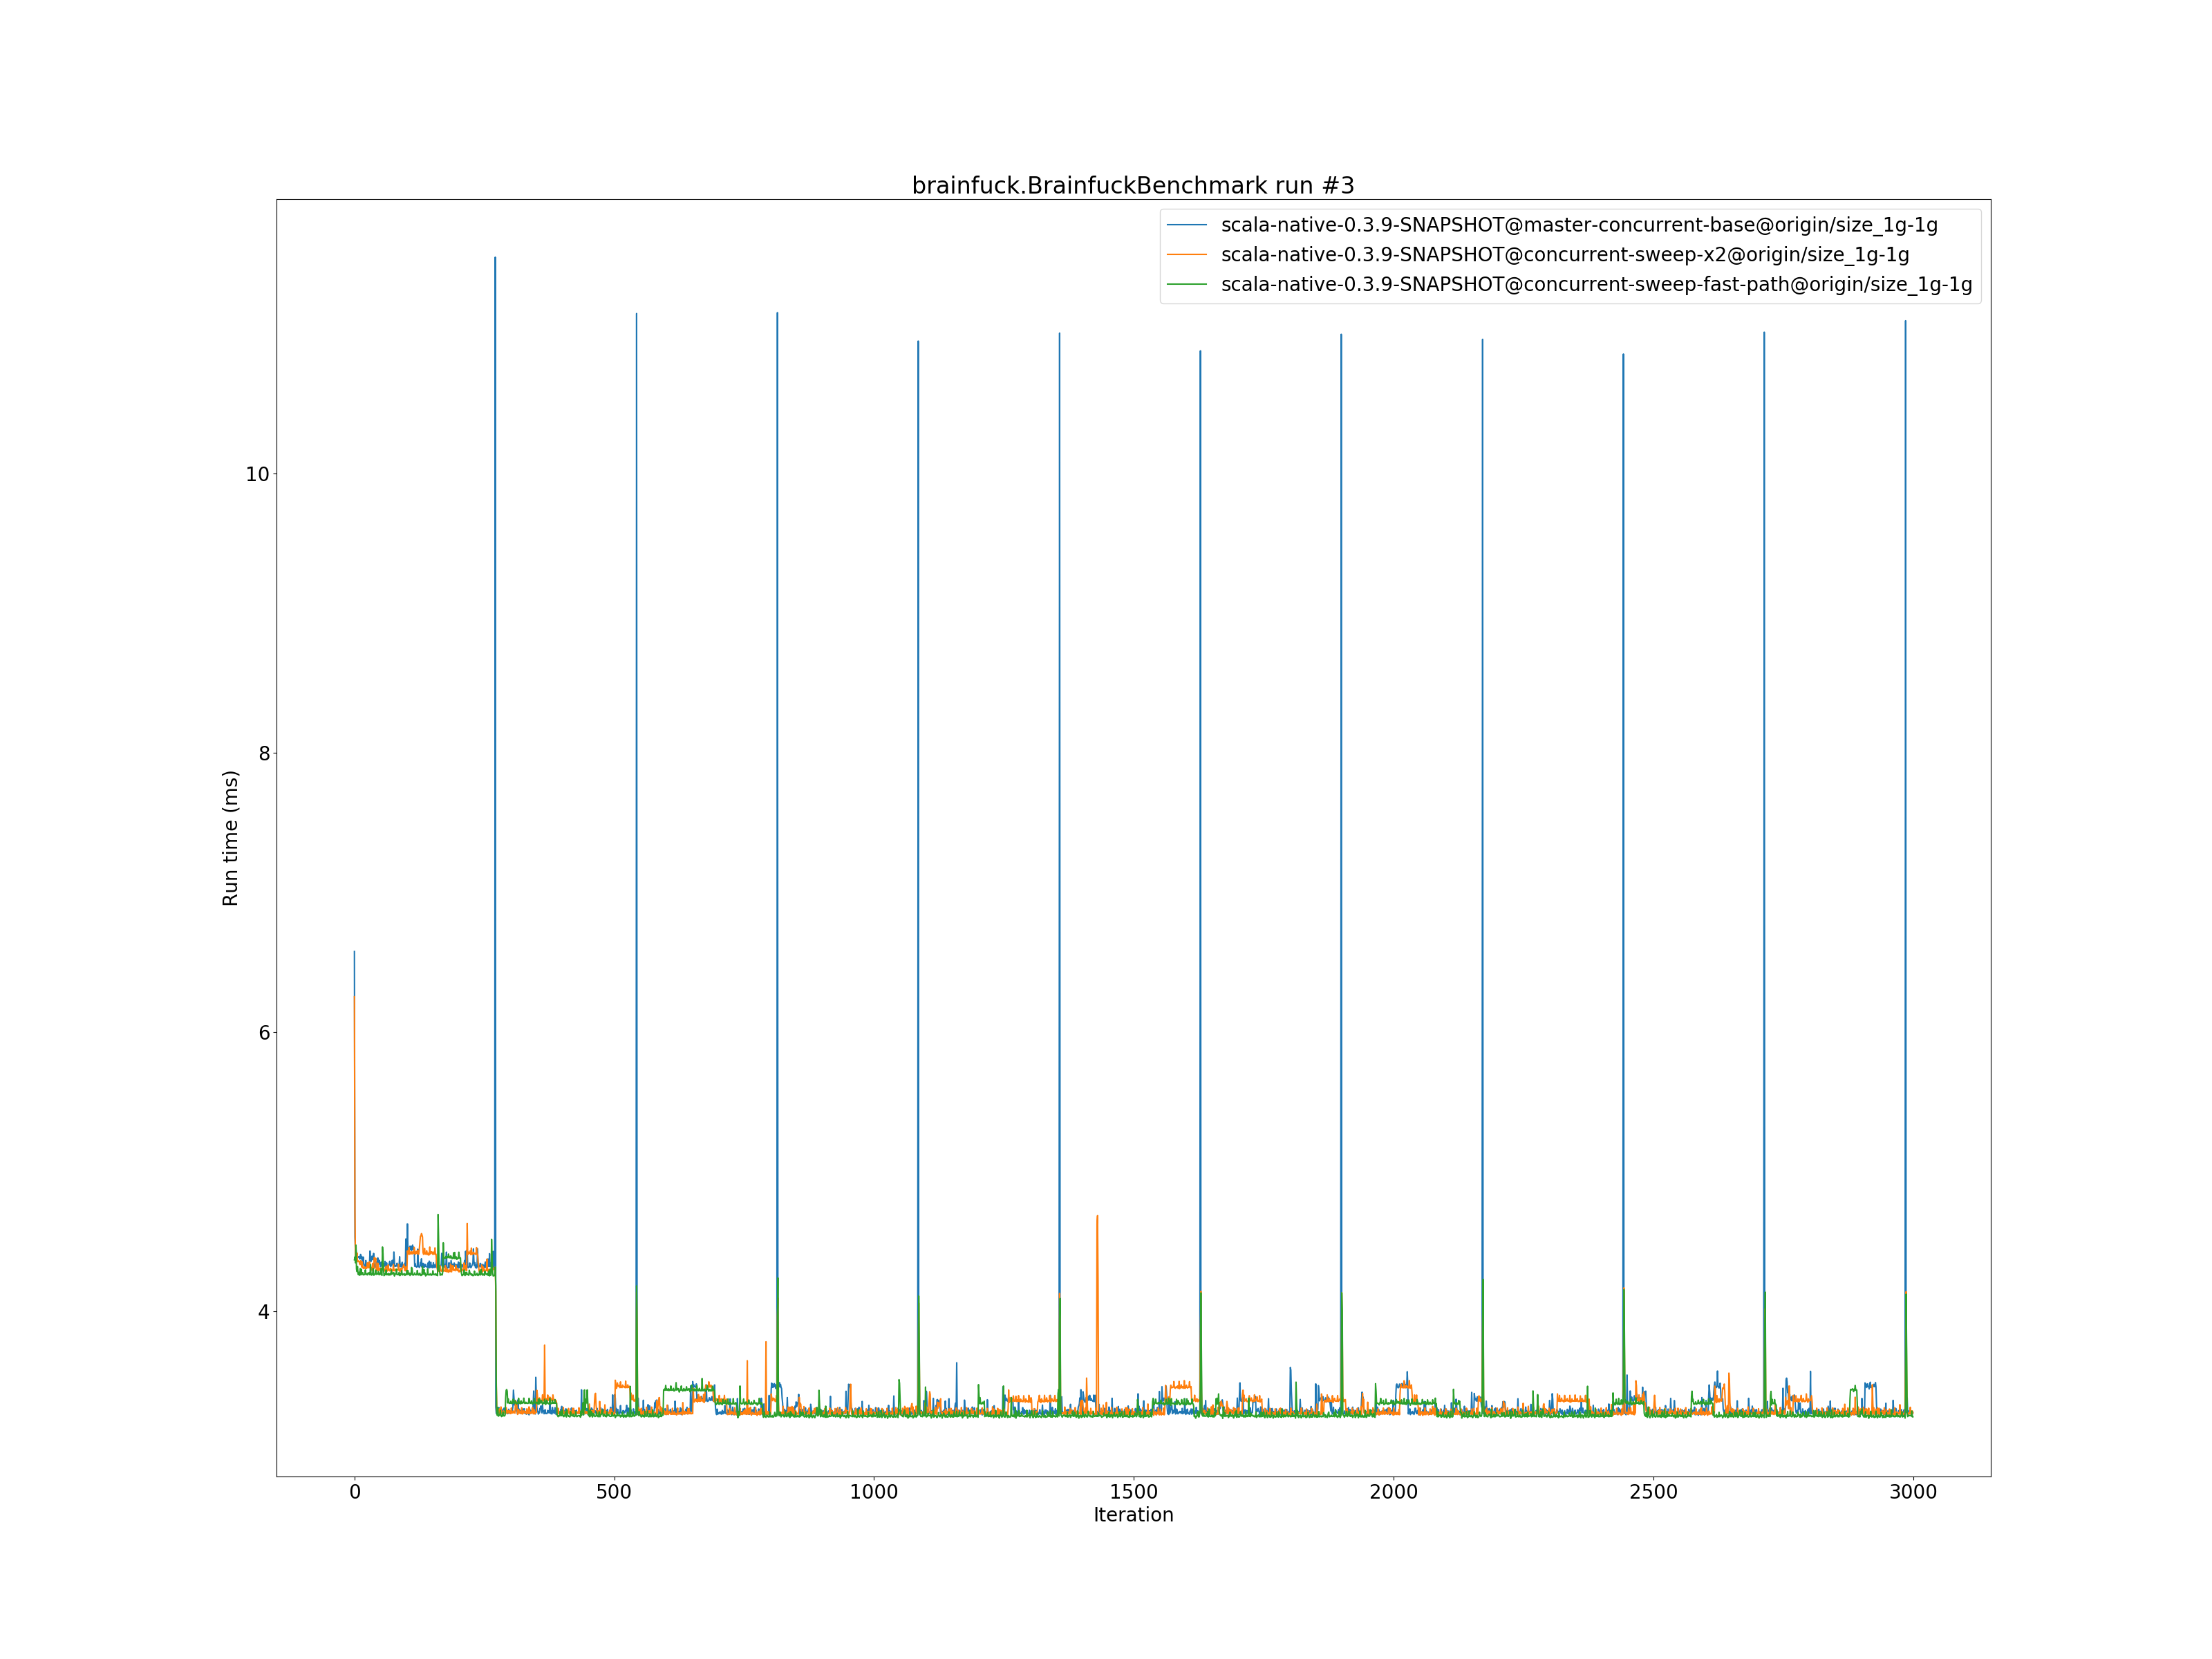 brainfuck.BrainfuckBenchmark run #3
scala-native-0.3.9-SNAPSHOT@master-concurrent-base@origin/size_1g-1g
scala-native-0.3.9-SNAPSHOT@concurrent-sweep-x2@origin/size_1g-1g
scala-native-0.3.9-SNAPSHOT@concurrent-sweep-fast-path@origin/size_1g-1g
10
8
6
4
Run time (ms)
0 500 1000 1500 2000 2500 3000
Iteration